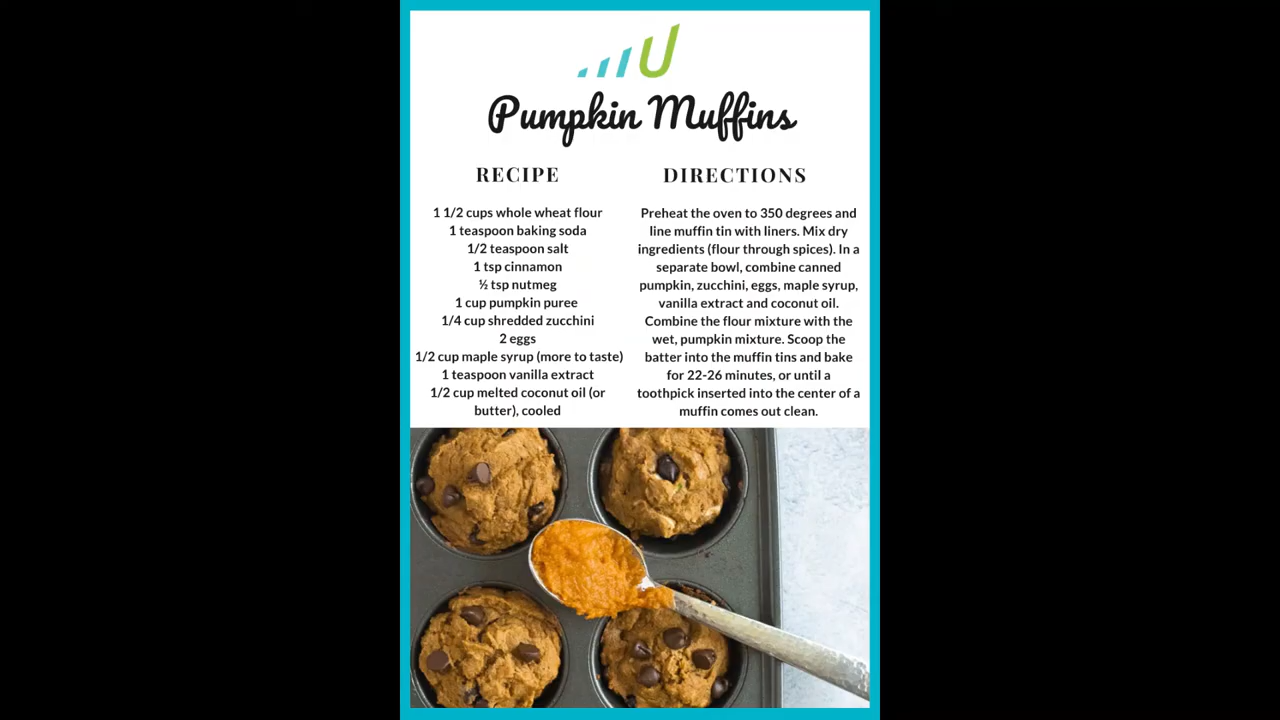 Pumpkin Muffins
RECIPE
1 1/2 cups whole wheat flour
1 teaspoon baking soda
1/2 teaspoon salt
1 tsp cinnamon
½ tsp nutmeg
1 cup pumpkin puree
1/4 cup shredded zucchini
2 eggs
1/2 cup maple syrup (more to taste)
1 teaspoon vanilla extract
1/2 cup melted coconut oil (or
butter), cooled
DIRECTIONS
Preheat the oven to 350 degrees and
line muffin tin with liners. Mix dry
ingredients (flour through spices). In a
separate bowl, combine canned
pumpkin, zucchini, eggs, maple syrup,
vanilla extract and coconut oil.
Combine the flour mixture with the
wet, pumpkin mixture. Scoop the
batter into the muffin tins and bake
for 22-26 minutes, or until a
toothpick inserted into the center of a
muffin comes out clean.